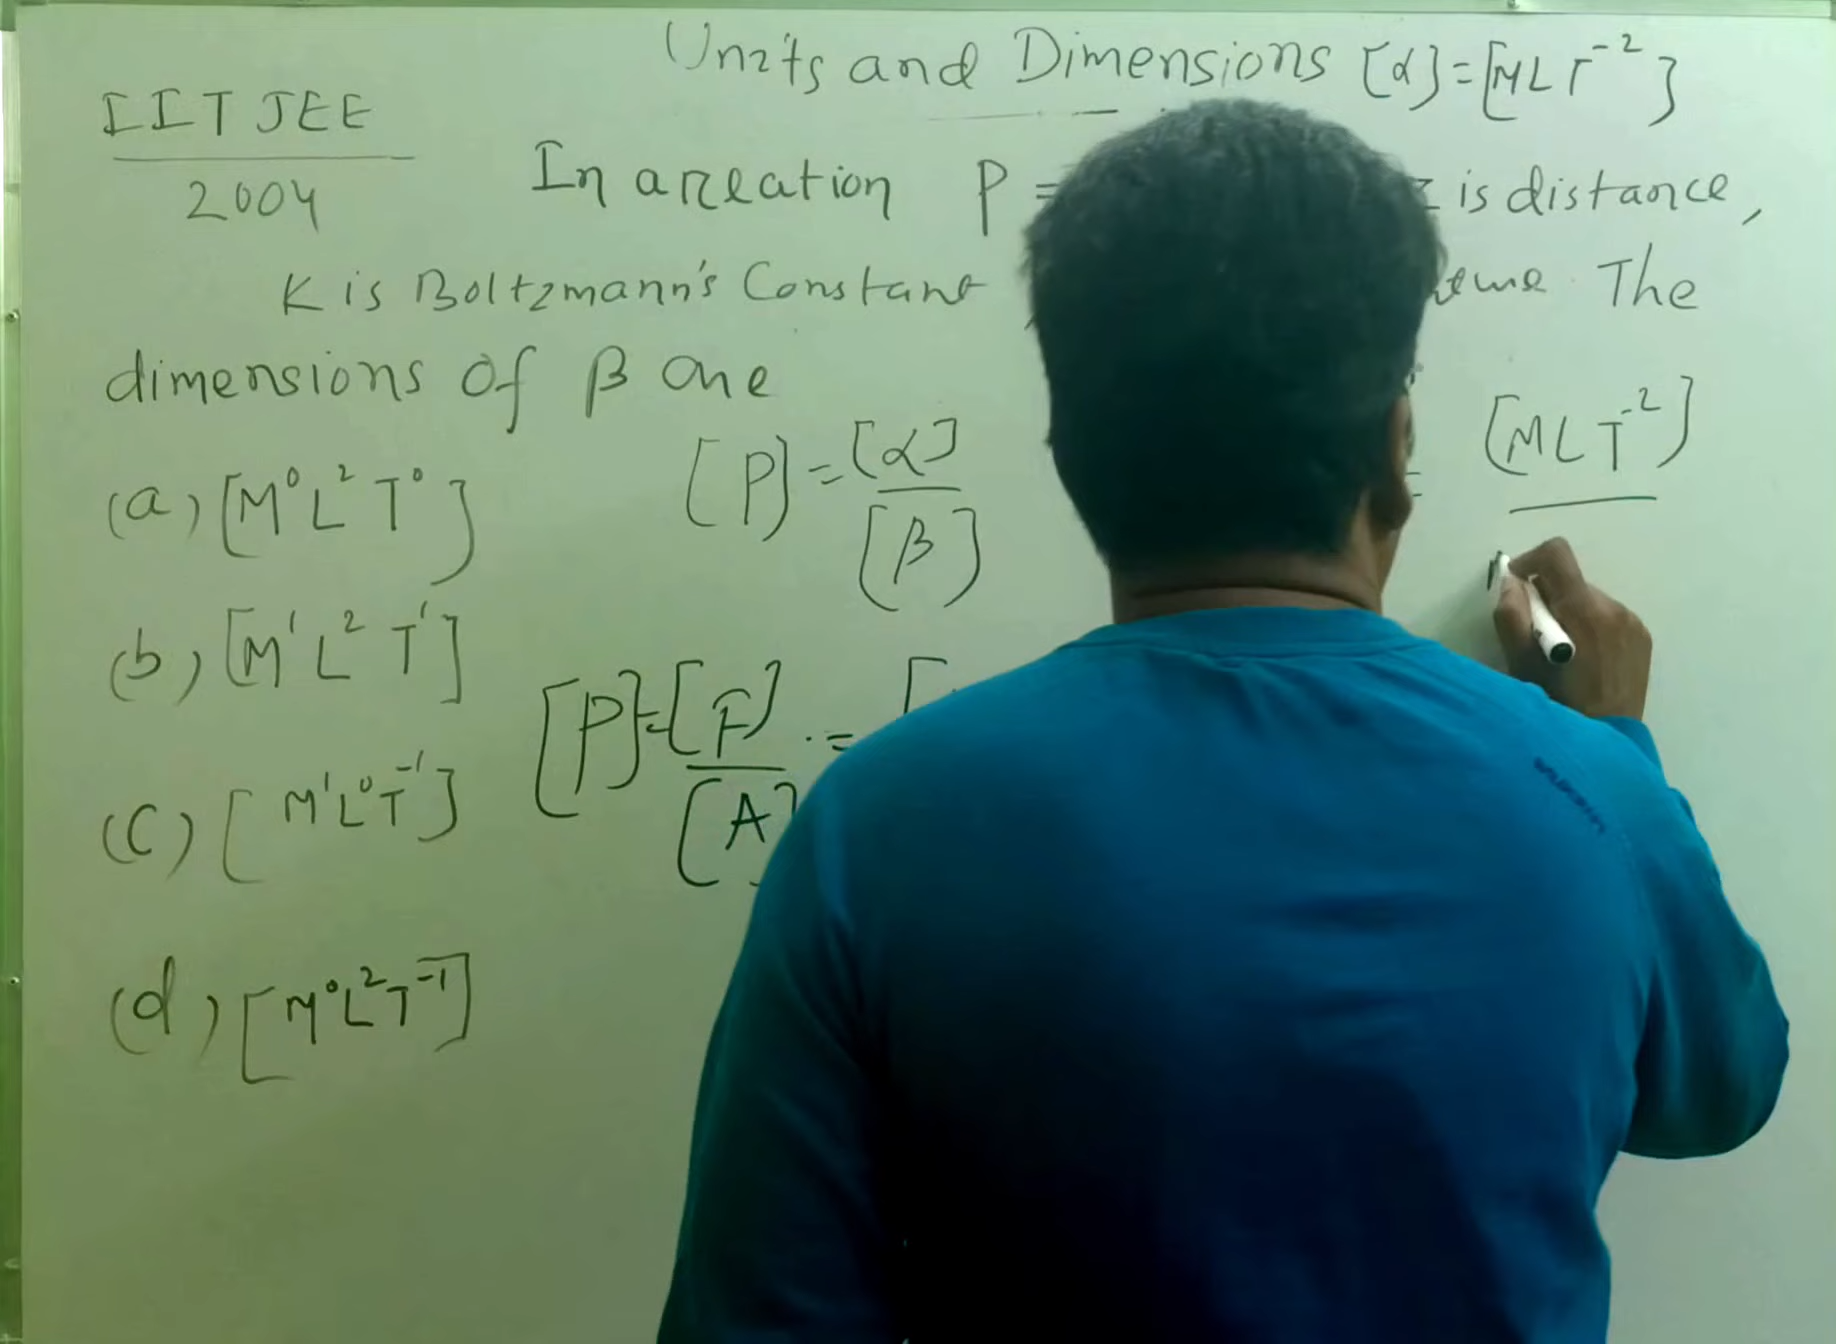 Units and Dimensions [α]=[MLT⁻²]
IIT JEE
2004
In a relation P = is distance,
K is Boltzmann's Constant The
dimensions of β are
(a) [M⁰L²T⁰]
[P] = [α] / [β]
= [MLT⁻²]
(b) [M¹L²T¹]
[P] = [F] / [A] = [
(c) [M¹L⁰T⁻¹]
(d) [M⁰L²T⁻¹]